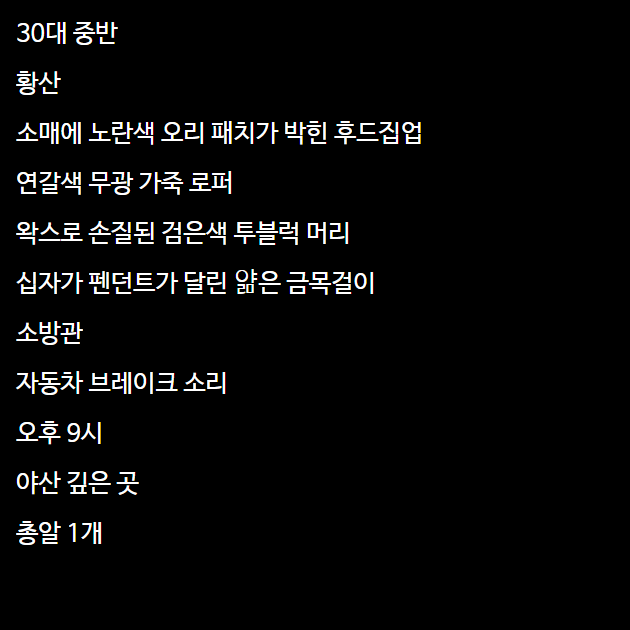 30대 중반
황산
소매에 노란색 오리 패치가 박힌 후드집업
연갈색 무광 가죽 로퍼
왁스로 손질된 검은색 투블럭 머리
십자가 펜던트가 달린 얇은 금목걸이
소방관
자동차 브레이크 소리
오후 9시
야산 깊은 곳
총알 1개